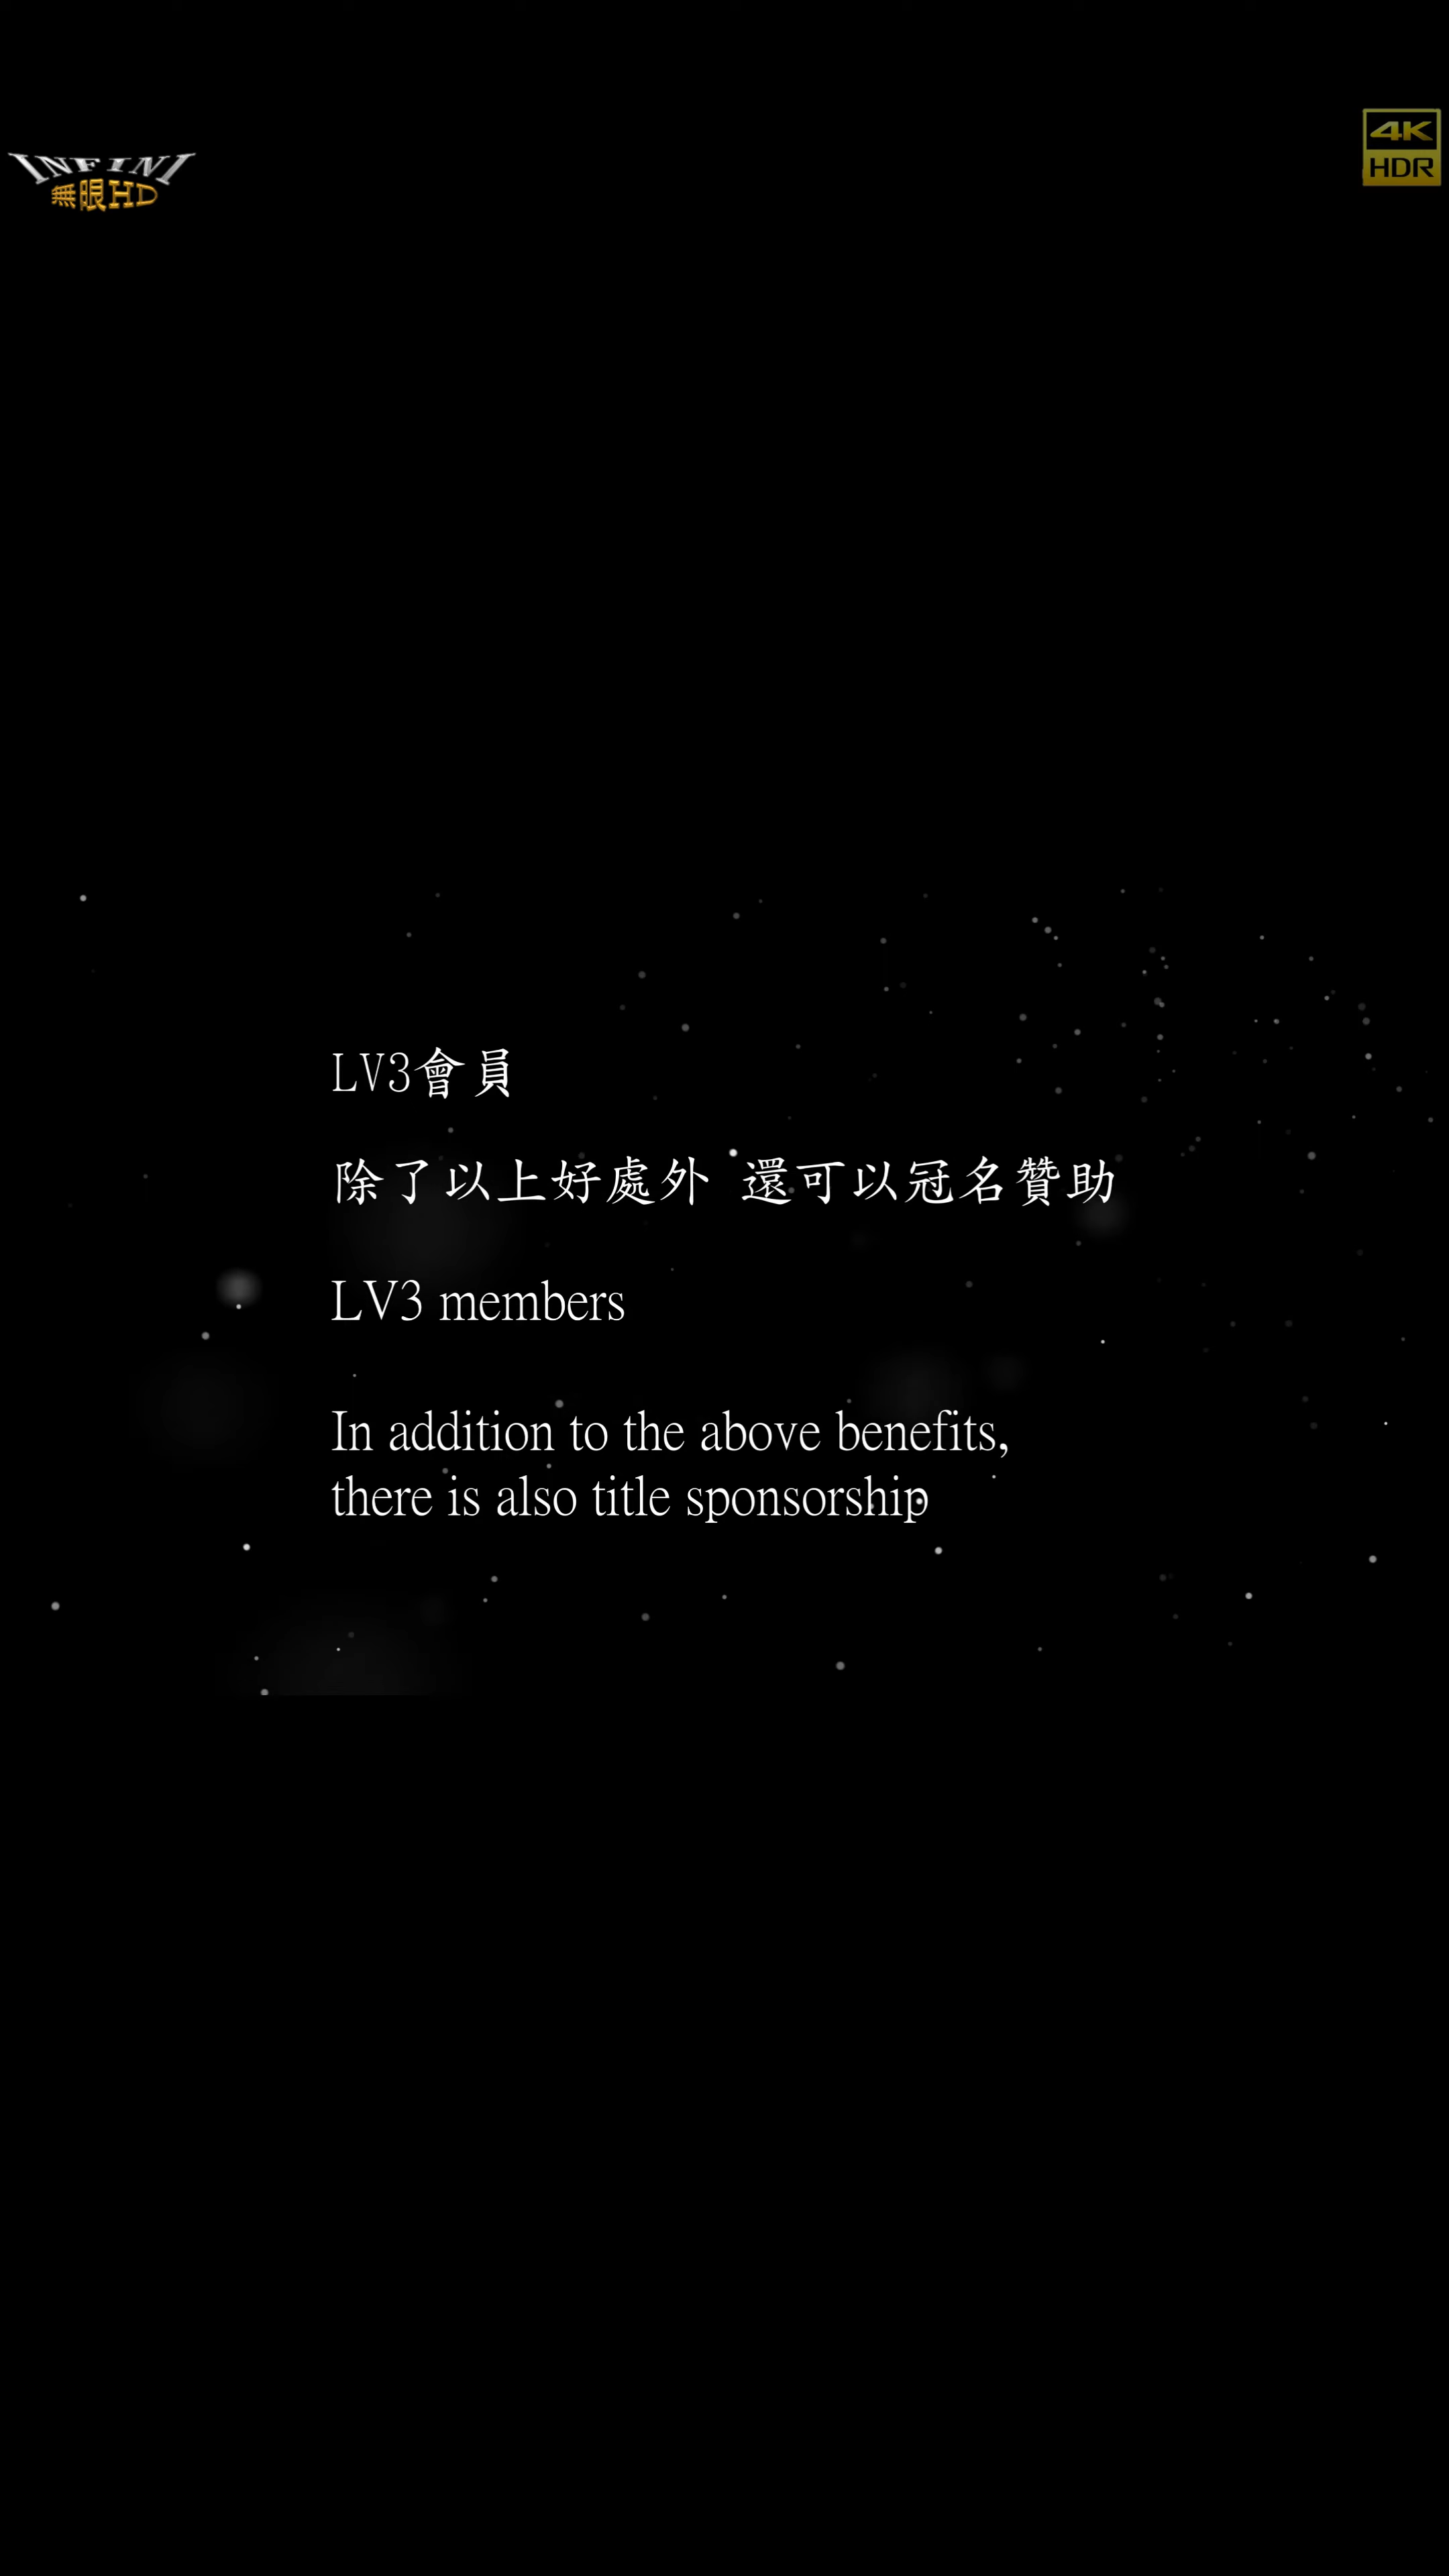 INFINI
無限HD
4K
HDR
LV3會員
除了以上好處外 還可以冠名贊助
LV3 members
In addition to the above benefits,
there is also title sponsorship